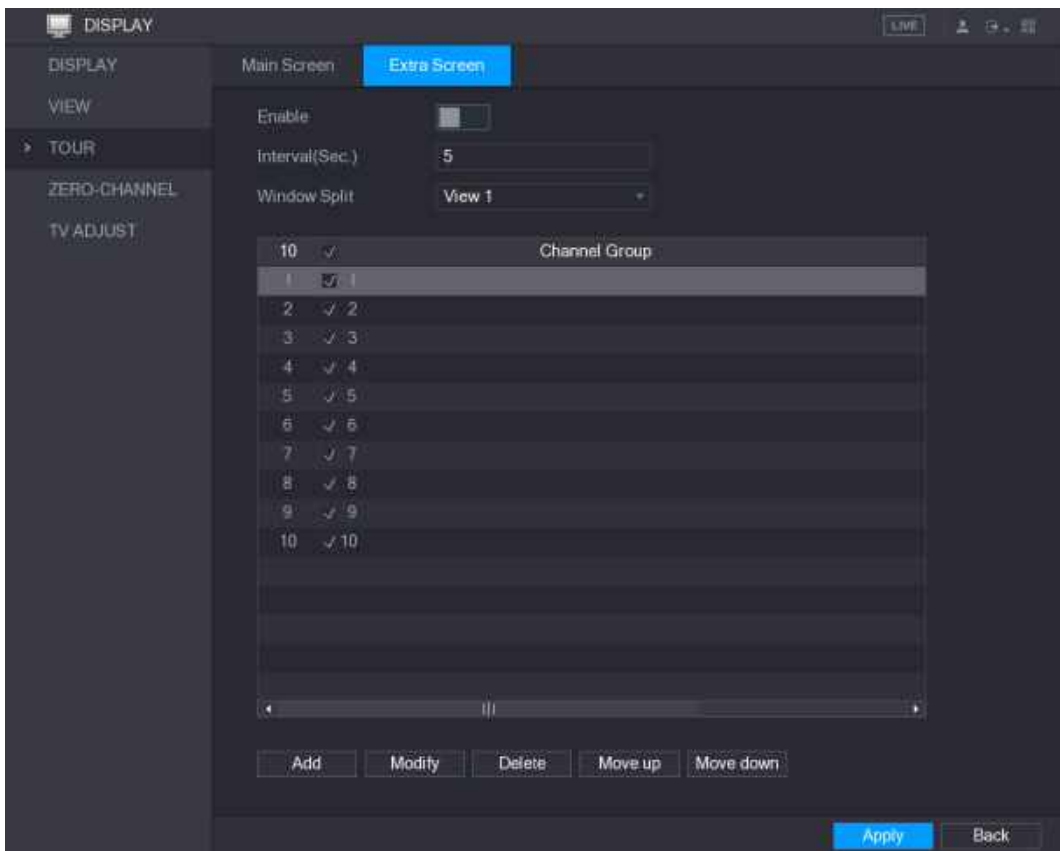 DISPLAY LIVE
DISPLAY Main Screen Extra Screen
VIEW
Enable
TOUR
Interval(Sec.) 5
ZERO-CHANNEL
Window Split View 1
TV ADJUST
10 Channel Group
1 1
2 2
3 3
4 4
5 5
6 6
7 7
8 8
9 9
10 10
Add Modify Delete Move up Move down
Apply Back